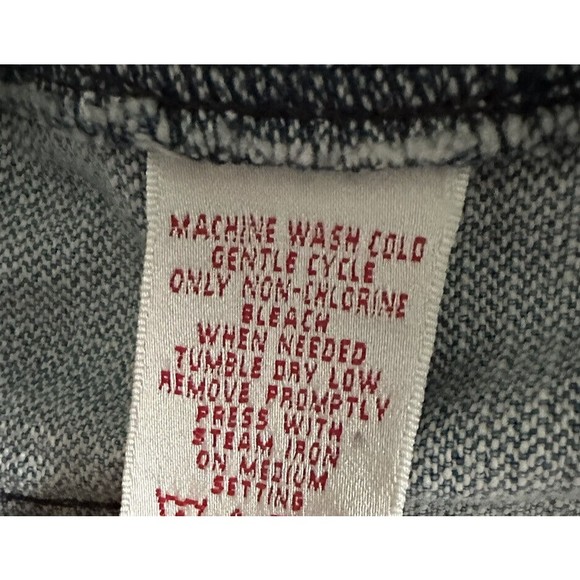 MACHINE WASH COLD
GENTLE CYCLE
ONLY NON-CHLORINE
BLEACH
WHEN NEEDED
TUMBLE DRY LOW
REMOVE PROMPTLY
PRESS WITH
STEAM IRON
ON MEDIUM
SETTING